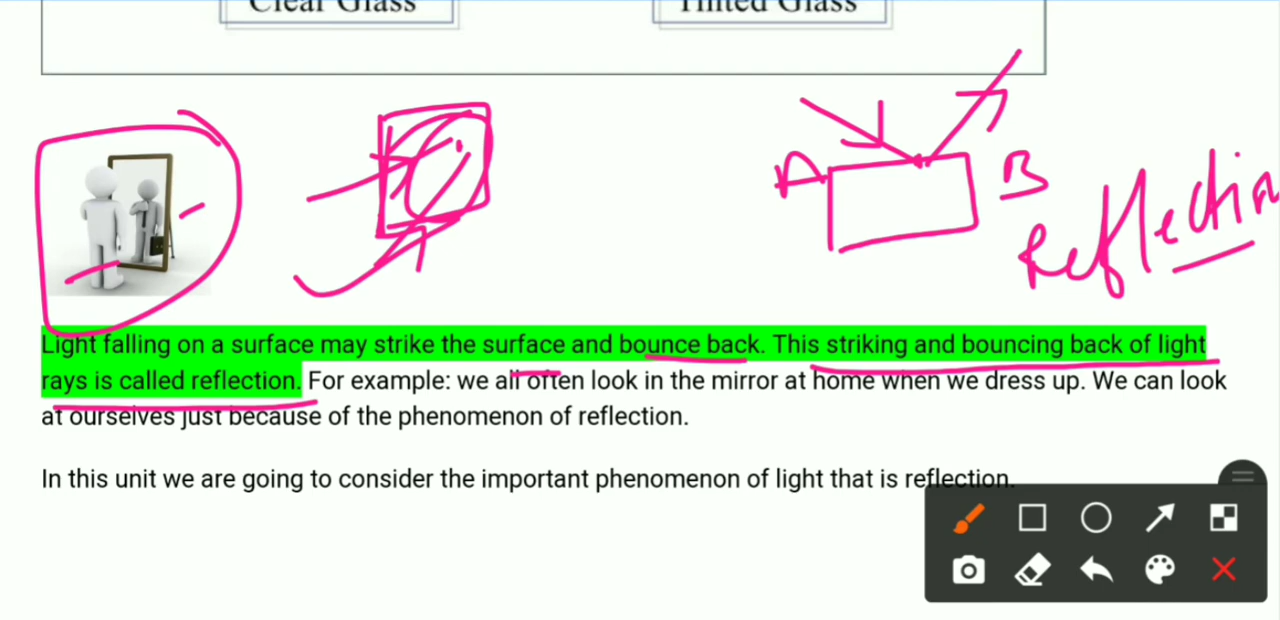 Clear Glass Tinted Glass
A B
Reflection
Light falling on a surface may strike the surface and bounce back. This striking and bouncing back of light
rays is called reflection. For example: we all often look in the mirror at home when we dress up. We can look
at ourselves just because of the phenomenon of reflection.
In this unit we are going to consider the important phenomenon of light that is reflection.